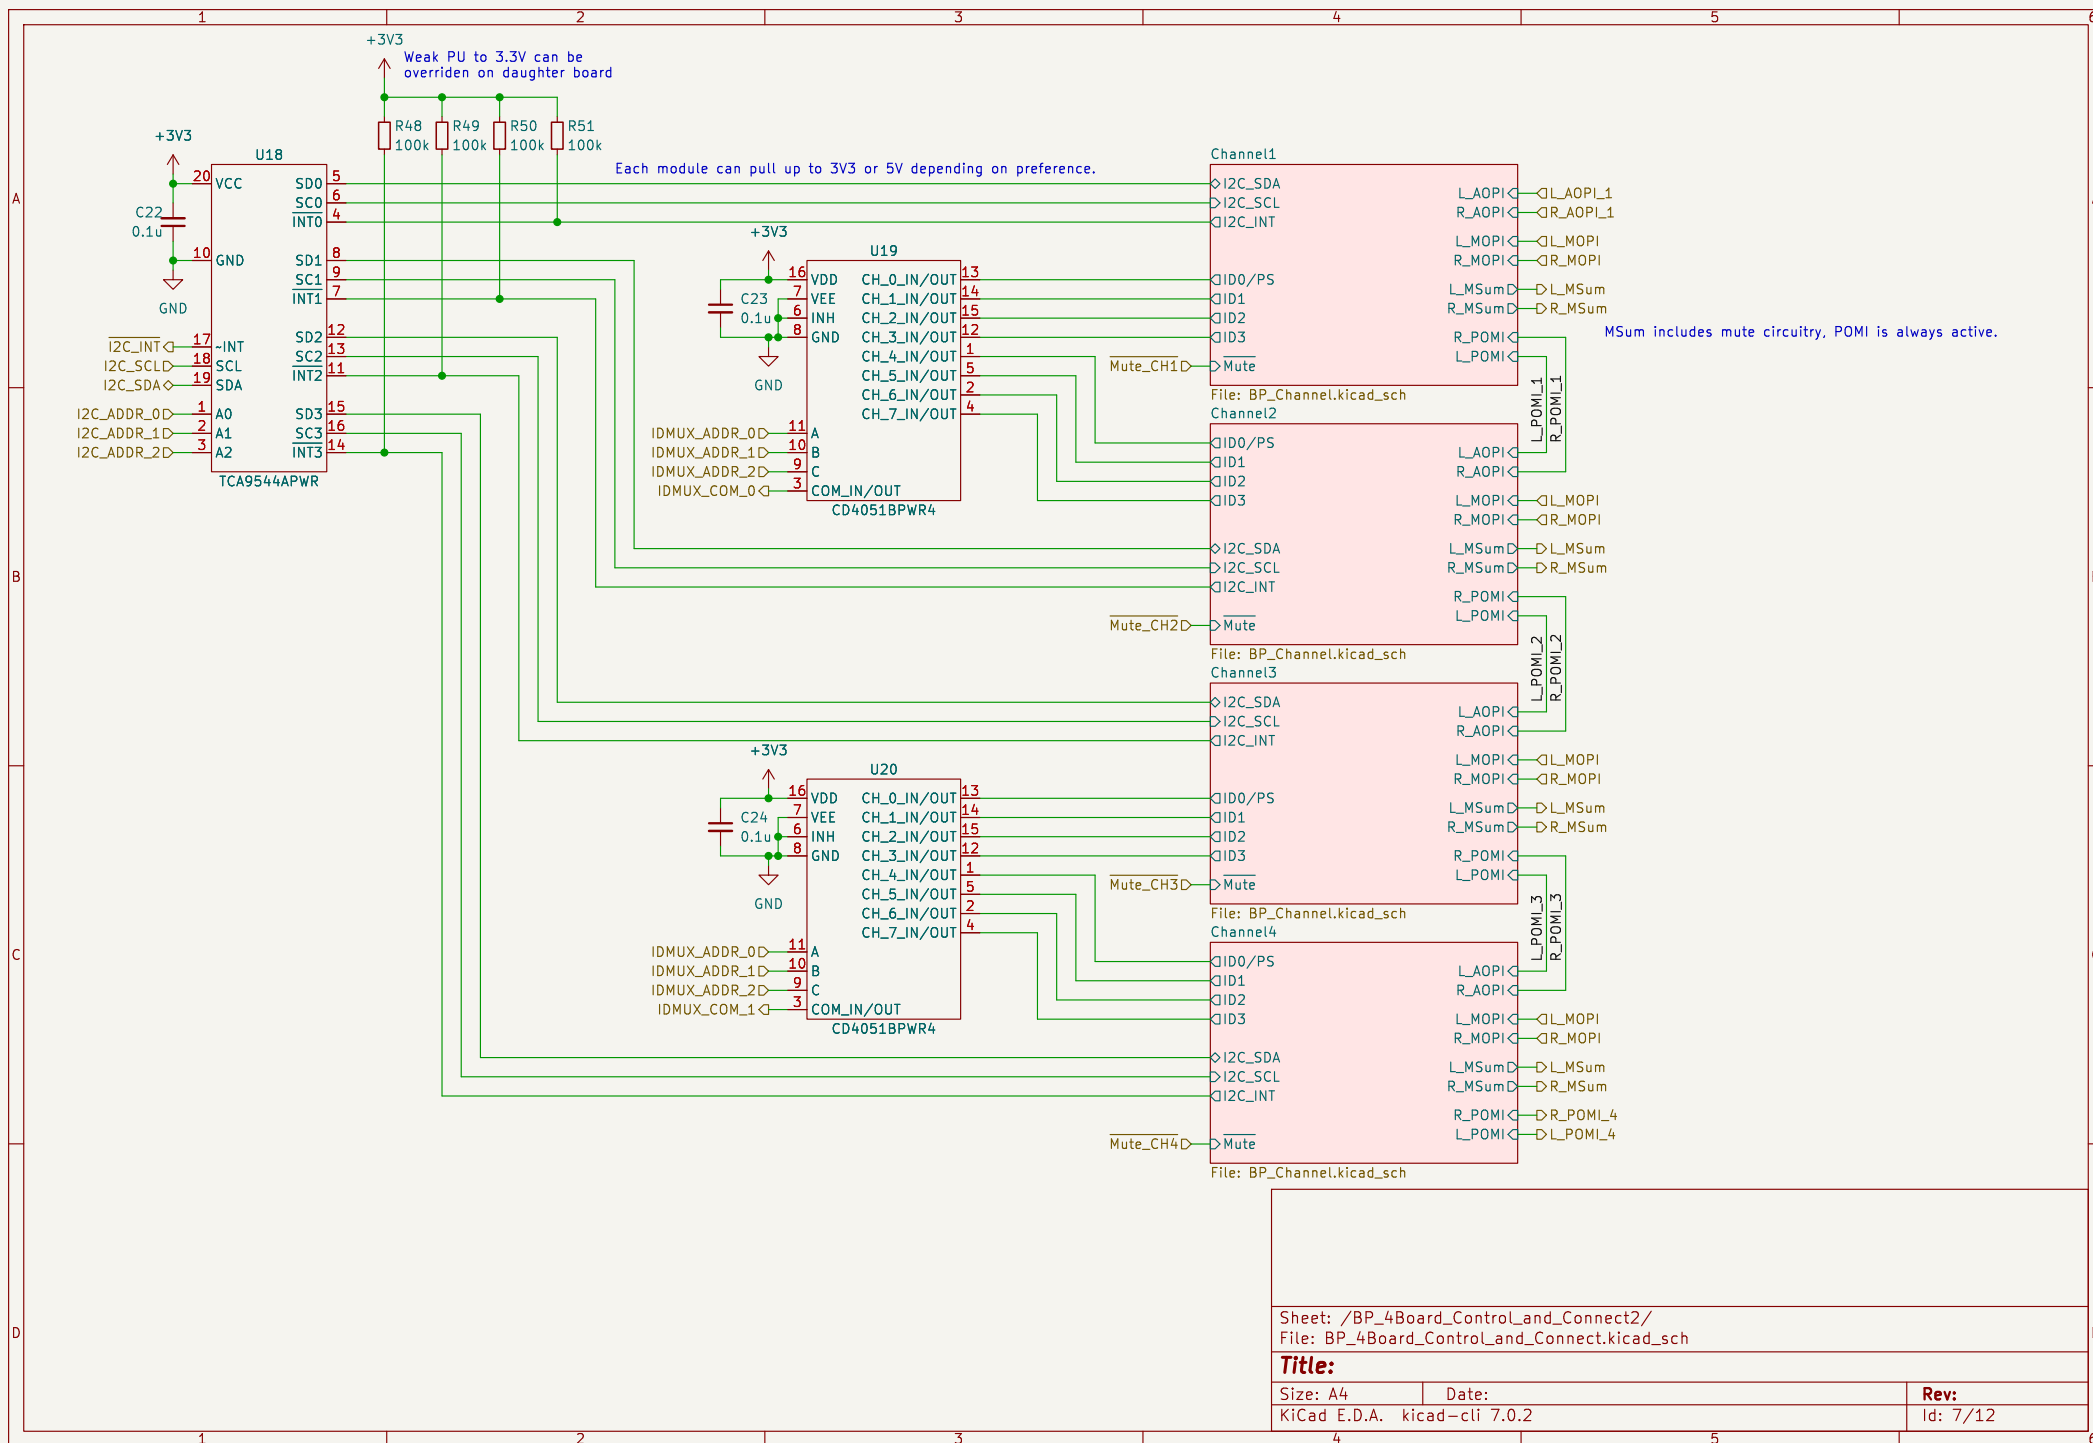 1 2 3 4 5 6
+3V3
Weak PU to 3.3V can be
overriden on daughter board
R48 100k
R49 100k
R50 100k
R51 100k
+3V3
C22
0.1u
GND
U18
20 VCC
10 GND
17 ~INT
18 SCL
19 SDA
1 A0
2 A1
3 A2
SD0 5
SC0 6
INT0 4
SD1 8
SC1 9
INT1 7
SD2 12
SC2 13
INT2 11
SD3 15
SC3 16
INT3 14
TCA9544APWR
I2C_INT
I2C_SCL
I2C_SDA
I2C_ADDR_0
I2C_ADDR_1
I2C_ADDR_2
Each module can pull up to 3V3 or 5V depending on preference.
+3V3
C23
0.1u
GND
U19
16 VDD
7 VEE
6 INH
8 GND
11 A
10 B
9 C
3 COM_IN/OUT
CH_0_IN/OUT 13
CH_1_IN/OUT 14
CH_2_IN/OUT 15
CH_3_IN/OUT 12
CH_4_IN/OUT 1
CH_5_IN/OUT 5
CH_6_IN/OUT 2
CH_7_IN/OUT 4
CD4051BPWR4
IDMUX_ADDR_0
IDMUX_ADDR_1
IDMUX_ADDR_2
IDMUX_COM_0
Channel1
I2C_SDA
I2C_SCL
I2C_INT
ID0/PS
ID1
ID2
ID3
Mute_CH1 Mute
L_AOPI L_AOPI_1
R_AOPI R_AOPI_1
L_MOPI L_MOPI
R_MOPI R_MOPI
L_MSum L_MSum
R_MSum R_MSum
R_POMI
L_POMI
File: BP_Channel.kicad_sch
MSum includes mute circuitry, POMI is always active.
L_POMI_1
R_POMI_1
Channel2
ID0/PS
ID1
ID2
ID3
I2C_SDA
I2C_SCL
I2C_INT
Mute_CH2 Mute
L_AOPI
R_AOPI
L_MOPI L_MOPI
R_MOPI R_MOPI
L_MSum L_MSum
R_MSum R_MSum
R_POMI
L_POMI
File: BP_Channel.kicad_sch
L_POMI_2
R_POMI_2
Channel3
I2C_SDA
I2C_SCL
I2C_INT
ID0/PS
ID1
ID2
ID3
Mute_CH3 Mute
L_AOPI
R_AOPI
L_MOPI L_MOPI
R_MOPI R_MOPI
L_MSum L_MSum
R_MSum R_MSum
R_POMI
L_POMI
File: BP_Channel.kicad_sch
L_POMI_3
R_POMI_3
+3V3
C24
0.1u
GND
U20
16 VDD
7 VEE
6 INH
8 GND
11 A
10 B
9 C
3 COM_IN/OUT
CH_0_IN/OUT 13
CH_1_IN/OUT 14
CH_2_IN/OUT 15
CH_3_IN/OUT 12
CH_4_IN/OUT 1
CH_5_IN/OUT 5
CH_6_IN/OUT 2
CH_7_IN/OUT 4
CD4051BPWR4
IDMUX_ADDR_0
IDMUX_ADDR_1
IDMUX_ADDR_2
IDMUX_COM_1
Channel4
ID0/PS
ID1
ID2
ID3
I2C_SDA
I2C_SCL
I2C_INT
Mute_CH4 Mute
L_AOPI
R_AOPI
L_MOPI L_MOPI
R_MOPI R_MOPI
L_MSum L_MSum
R_MSum R_MSum
R_POMI R_POMI_4
L_POMI L_POMI_4
File: BP_Channel.kicad_sch
A
B
C
D
Sheet: /BP_4Board_Control_and_Connect2/
File: BP_4Board_Control_and_Connect.kicad_sch
Title:
Size: A4 Date: Rev:
KiCad E.D.A. kicad-cli 7.0.2 Id: 7/12
1 2 3 4 5